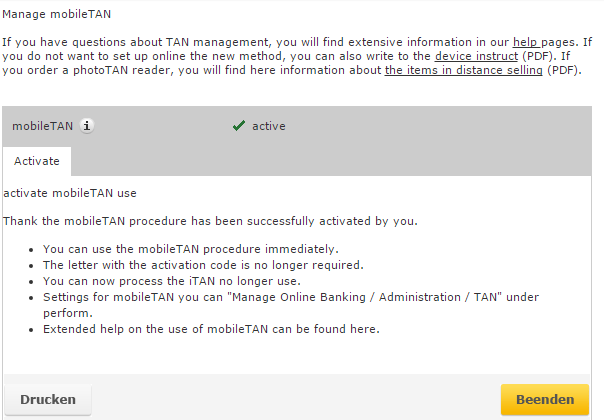 Manage mobileTAN
If you have questions about TAN management, you will find extensive information in our help pages. If
you do not want to set up online the new method, you can also write to the device instruct (PDF). If
you order a photoTAN reader, you will find here information about the items in distance selling (PDF).
mobileTAN i active
Activate
activate mobileTAN use
Thank the mobileTAN procedure has been successfully activated by you.
• You can use the mobileTAN procedure immediately.
• The letter with the activation code is no longer required.
• You can now process the iTAN no longer use.
• Settings for mobileTAN you can "Manage Online Banking / Administration / TAN" under
perform.
• Extended help on the use of mobileTAN can be found here.
Drucken Beenden